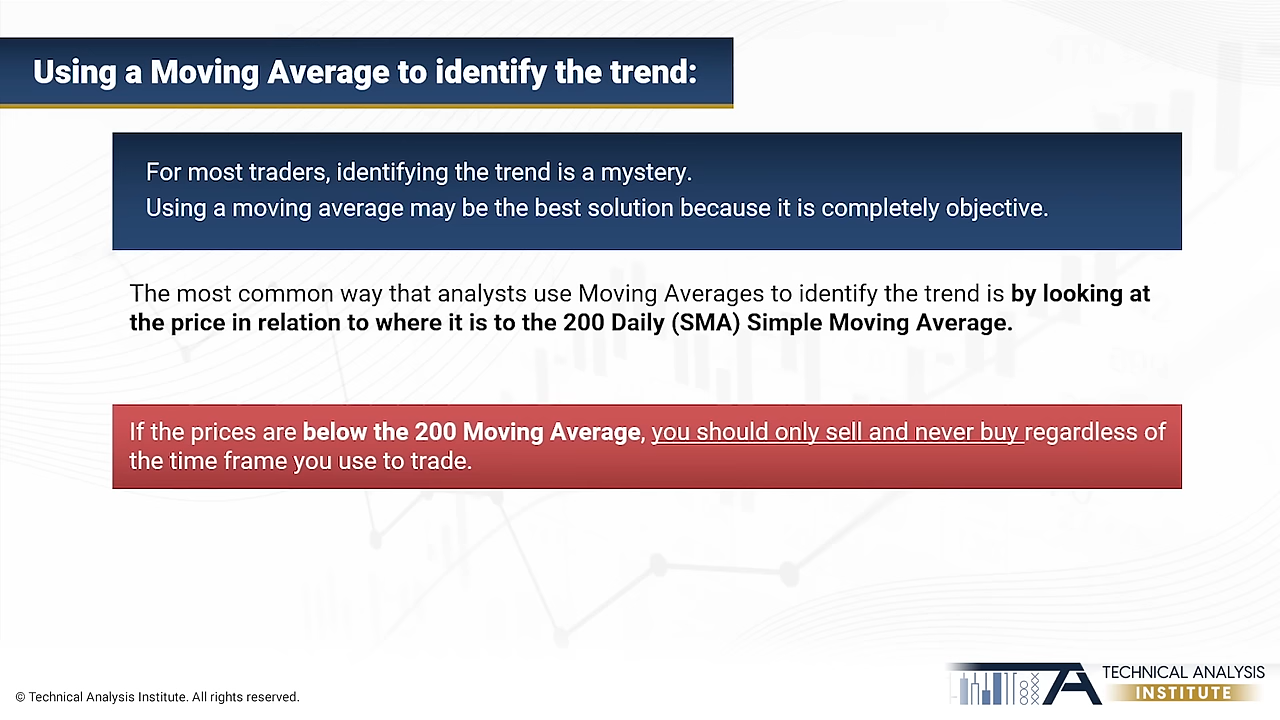 Using a Moving Average to identify the trend:
For most traders, identifying the trend is a mystery.
Using a moving average may be the best solution because it is completely objective.
The most common way that analysts use Moving Averages to identify the trend is by looking at
the price in relation to where it is to the 200 Daily (SMA) Simple Moving Average.
If the prices are below the 200 Moving Average, you should only sell and never buy regardless of
the time frame you use to trade.
© Technical Analysis Institute. All rights reserved.
TA
TECHNICAL ANALYSIS
INSTITUTE